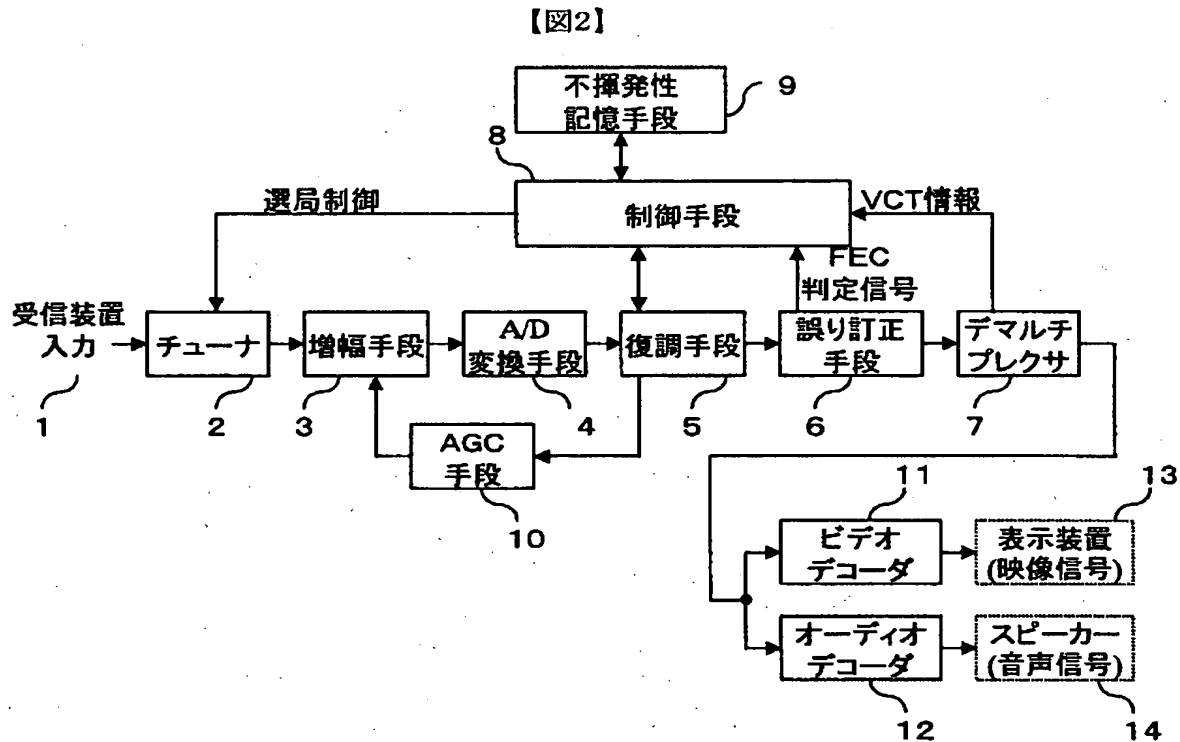 【図2】
不揮発性
記憶手段
9
8
選局制御
制御手段
VCT情報
FEC
判定信号
受信装置
入力
チューナ
増幅手段
A/D
変換手段
復調手段
誤り訂正
手段
デマルチ
プレクサ
1
2
3
4
5
6
7
AGC
手段
10
11
13
ビデオ
デコーダ
表示装置
(映像信号)
オーディオ
デコーダ
スピーカー
(音声信号)
12
14